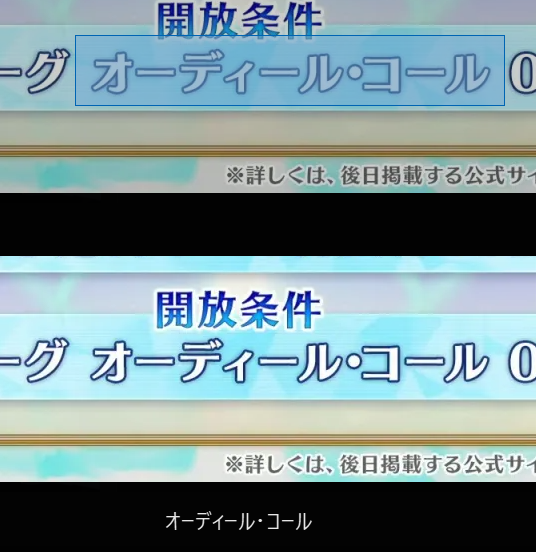 開放条件
ーグ オーディール・コール 0
※詳しくは、後日掲載する公式サイ
開放条件
ーグ オーディール・コール 0
※詳しくは、後日掲載する公式サイ
オーディール・コール